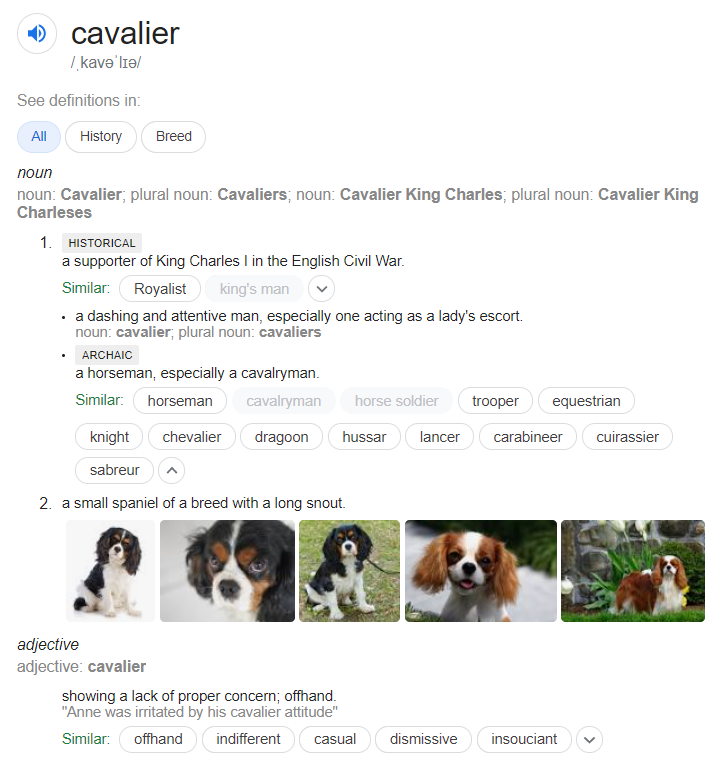 cavalier
/ˌkavəˈlɪə/
See definitions in:
All History Breed
noun
noun: Cavalier; plural noun: Cavaliers; noun: Cavalier King Charles; plural noun: Cavalier King
Charleses
1. HISTORICAL
a supporter of King Charles I in the English Civil War.
Similar: Royalist king's man
• a dashing and attentive man, especially one acting as a lady's escort.
noun: cavalier; plural noun: cavaliers
• ARCHAIC
a horseman, especially a cavalryman.
Similar: horseman cavalryman horse soldier trooper equestrian
knight chevalier dragoon hussar lancer carabineer cuirassier
sabreur
2. a small spaniel of a breed with a long snout.
adjective
adjective: cavalier
showing a lack of proper concern; offhand.
"Anne was irritated by his cavalier attitude"
Similar: offhand indifferent casual dismissive insouciant